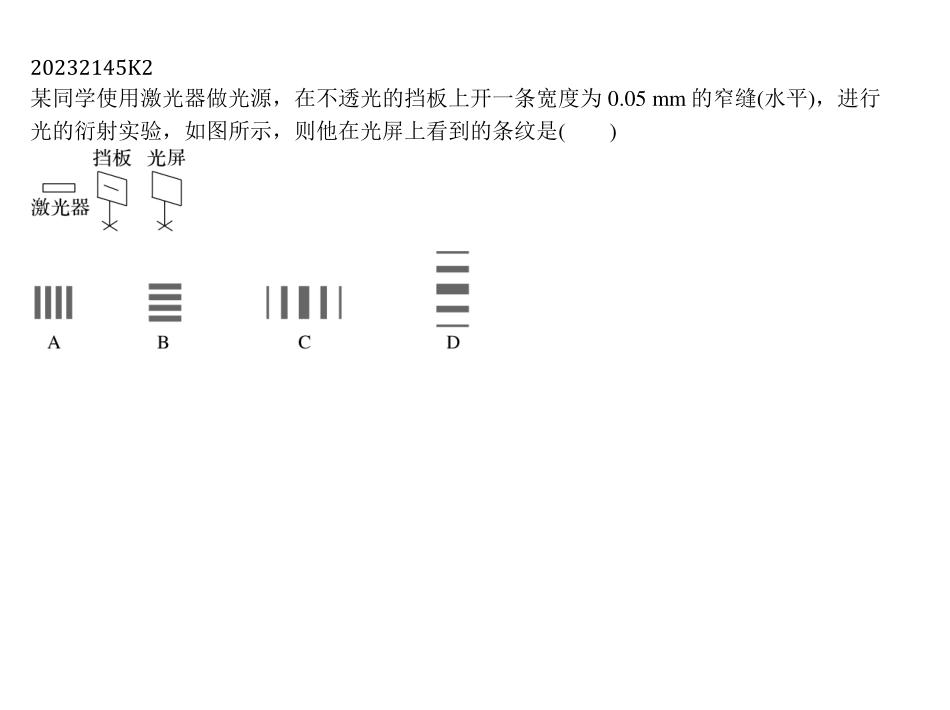 20232145K2
某同学使用激光器做光源，在不透光的挡板上开一条宽度为 0.05 mm 的窄缝(水平)，进行
光的衍射实验，如图所示，则他在光屏上看到的条纹是(　　)
挡板 光屏
激光器
A B C D